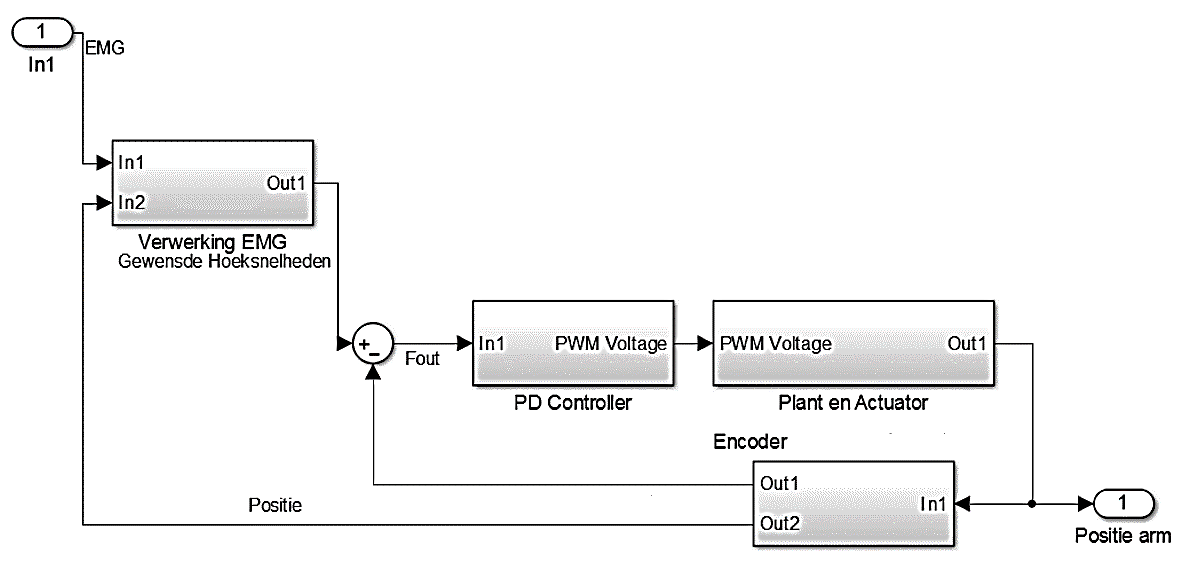 1
EMG
In1
In1
Out1
In2
Verwerking EMG
Gewensde Hoeksnelheden
+
−
Fout
In1
PWM Voltage
PD Controller
PWM Voltage
Out1
Plant en Actuator
Encoder
Out1
In1
Out2
Positie
1
Positie arm